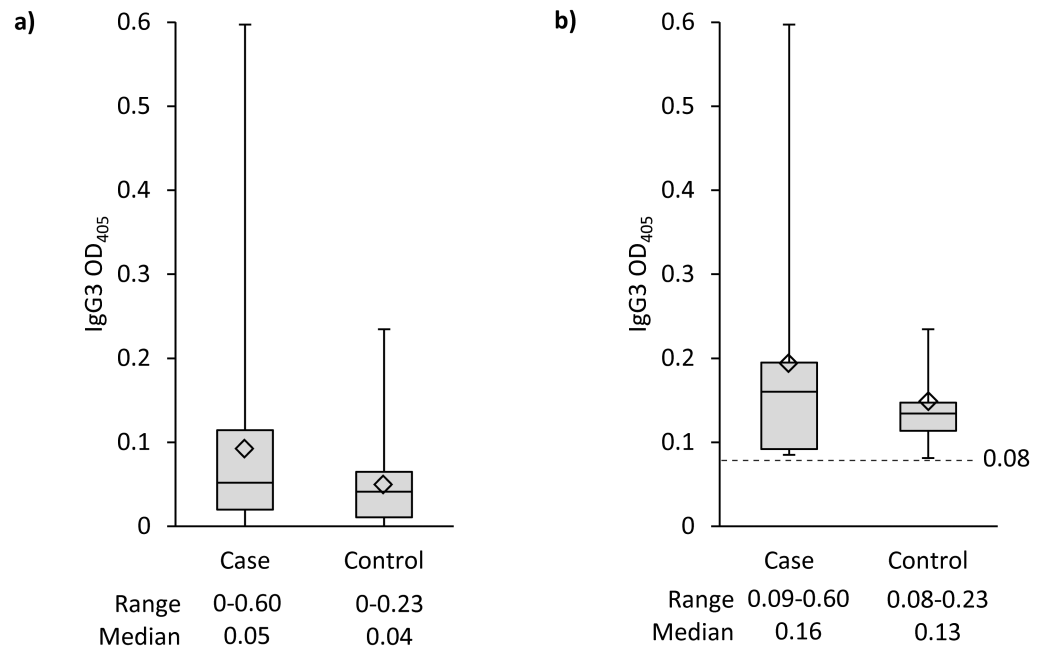 a)
0.6
0.5
0.4
0.3
0.2
0.1
0
IgG3 OD405
Case Control
Range 0-0.60 0-0.23
Median 0.05 0.04
b)
0.6
0.5
0.4
0.3
0.2
0.1
0
IgG3 OD405
0.08
Case Control
Range 0.09-0.60 0.08-0.23
Median 0.16 0.13